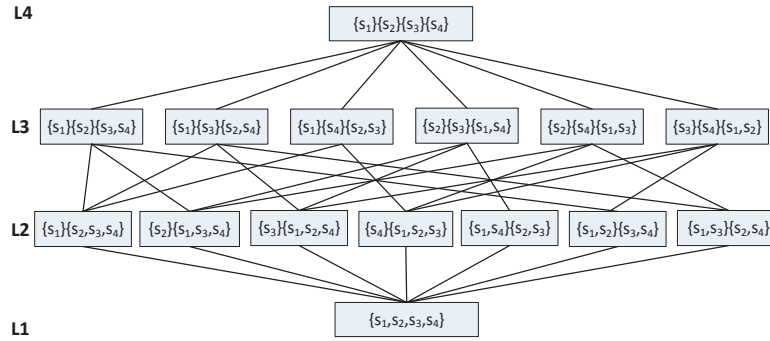 L4
{s₁}{s₂}{s₃}{s₄}
L3
{s₁}{s₂}{s₃,s₄}
{s₁}{s₃}{s₂,s₄}
{s₁}{s₄}{s₂,s₃}
{s₂}{s₃}{s₁,s₄}
{s₂}{s₄}{s₁,s₃}
{s₃}{s₄}{s₁,s₂}
L2
{s₁}{s₂,s₃,s₄}
{s₂}{s₁,s₃,s₄}
{s₃}{s₁,s₂,s₄}
{s₄}{s₁,s₂,s₃}
{s₁,s₄}{s₂,s₃}
{s₁,s₂}{s₃,s₄}
{s₁,s₃}{s₂,s₄}
{s₁,s₂,s₃,s₄}
L1